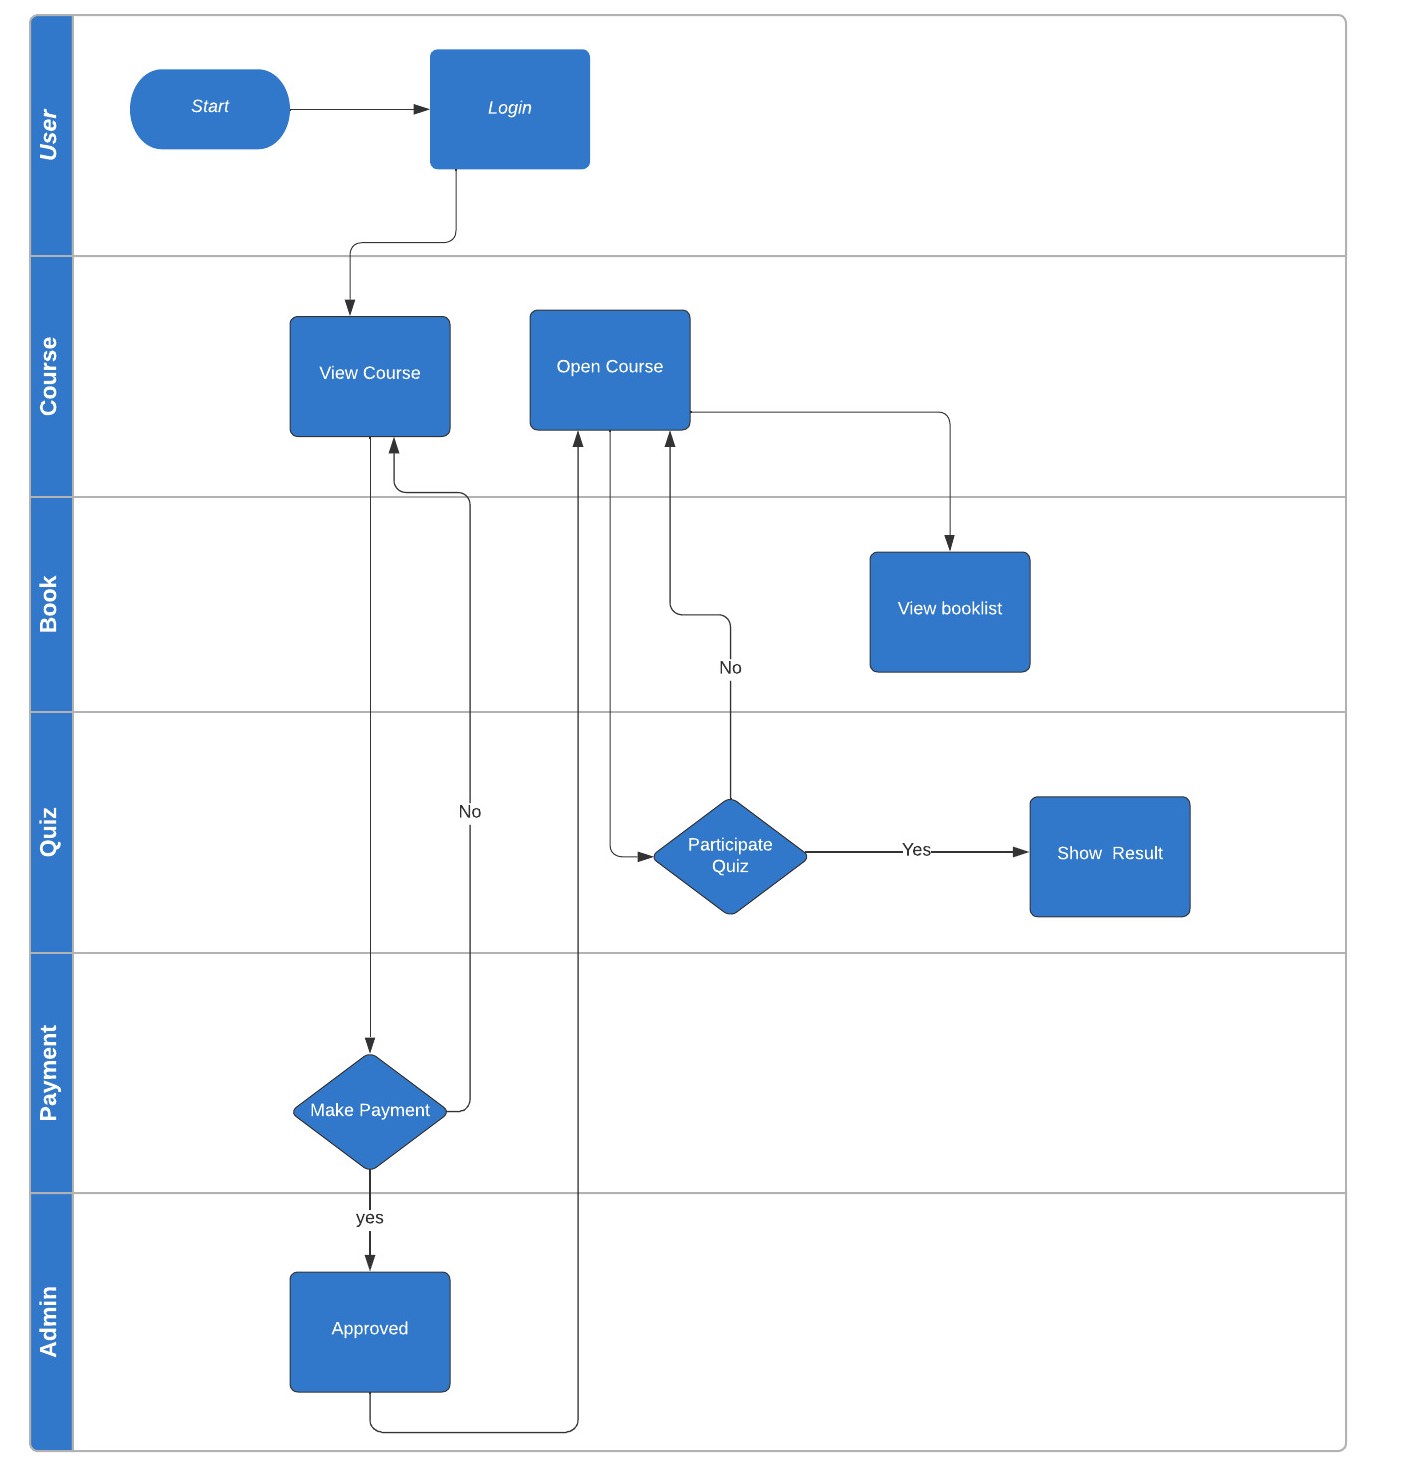 User
Start
Login
Course
View Course
Open Course
Book
View booklist
No
Quiz
No
Participate
Quiz
Yes
Show  Result
Payment
Make Payment
Admin
yes
Approved